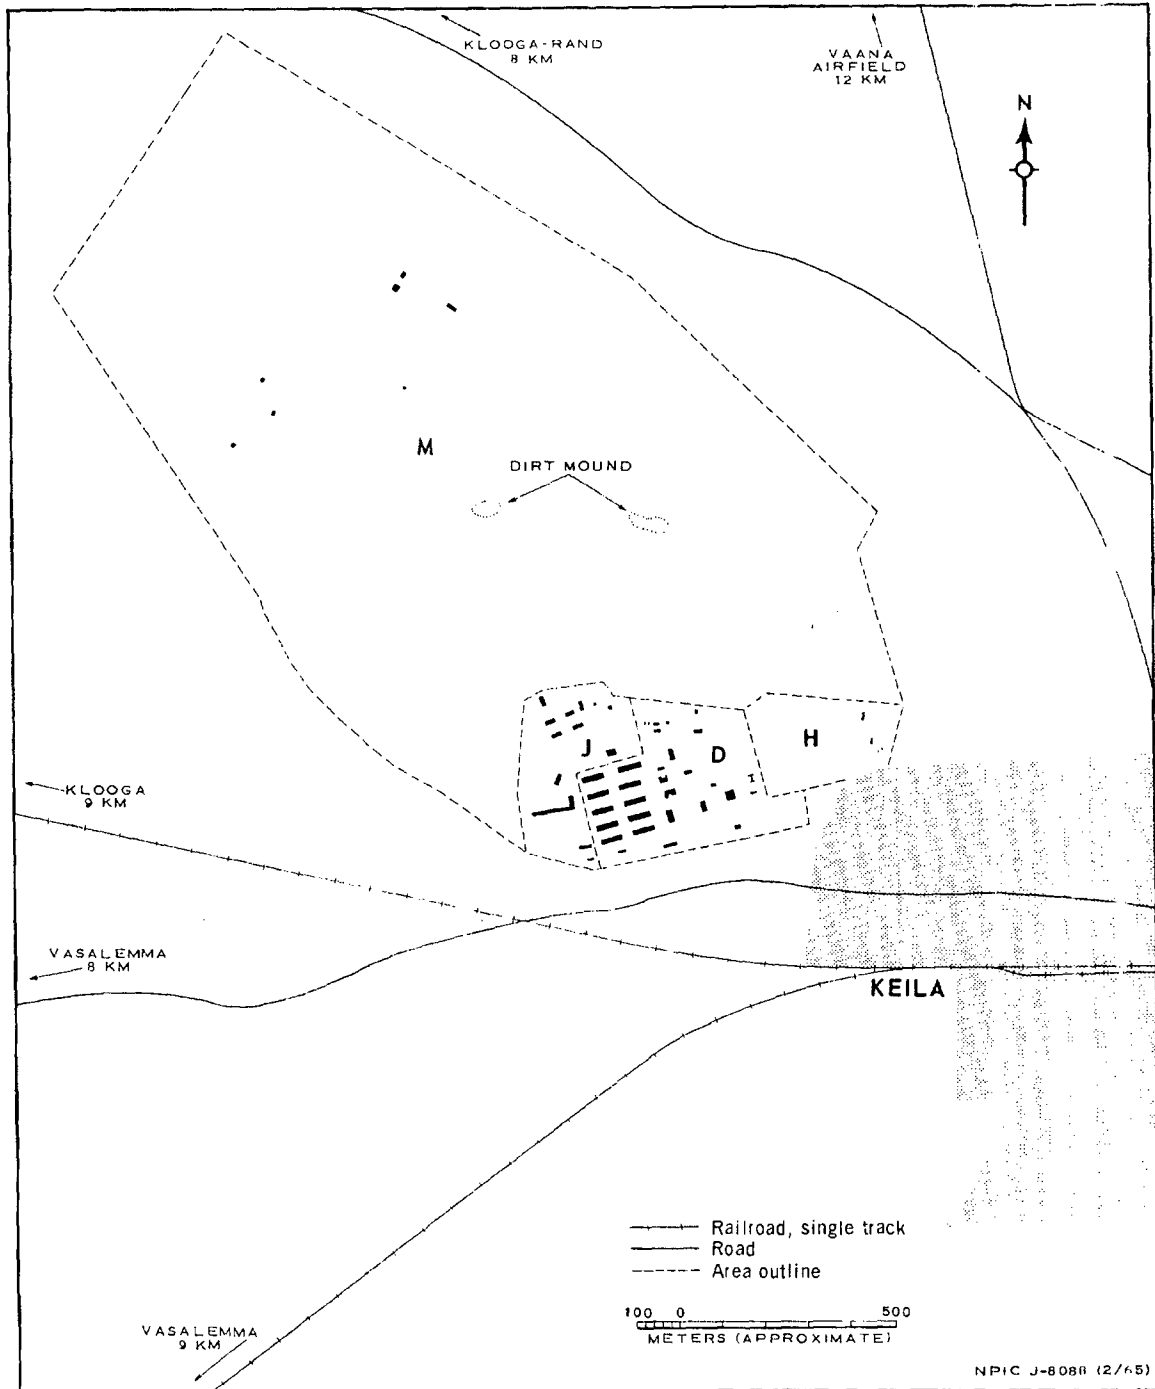 KLOOGA-RAND
8 KM
VAANA
AIRFIELD
12 KM
N
M
DIRT MOUND
J
D
H
KLOOGA
9 KM
VASALEMMA
8 KM
KEILA
Railroad, single track
Road
Area outline
100 0 500
METERS (APPROXIMATE)
VASALEMMA
9 KM
NPIC J-8088 (2/65)